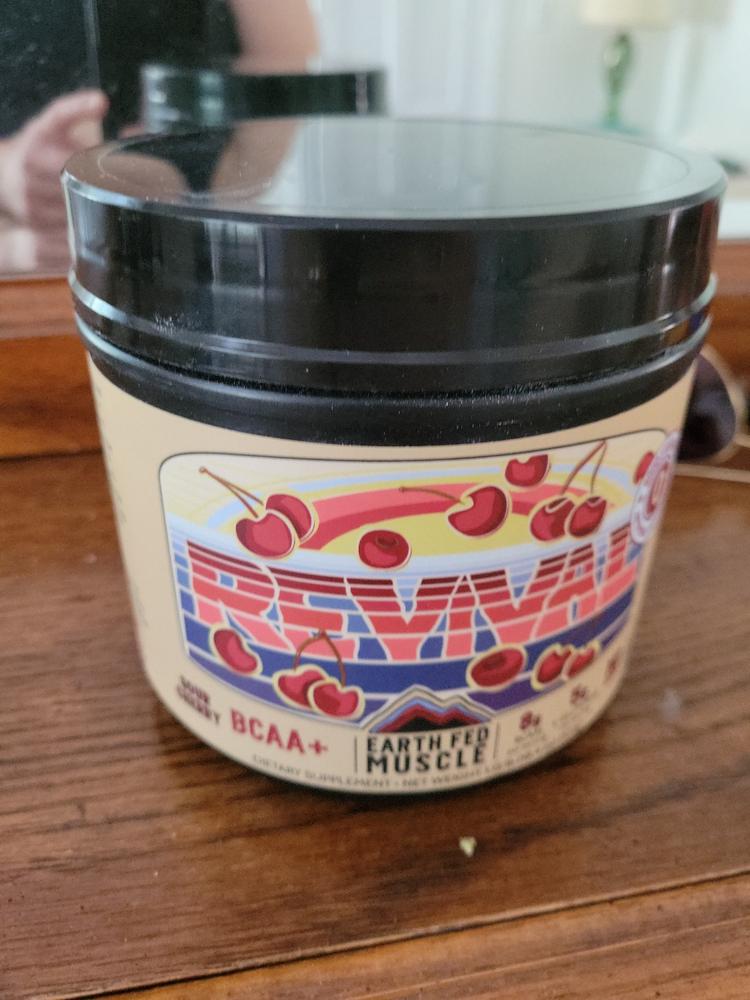 REVIVAL
SOUR
CHERRY
BCAA+
EARTH FED
MUSCLE
8g
5g
DIETARY SUPPLEMENT • NET WEIGHT